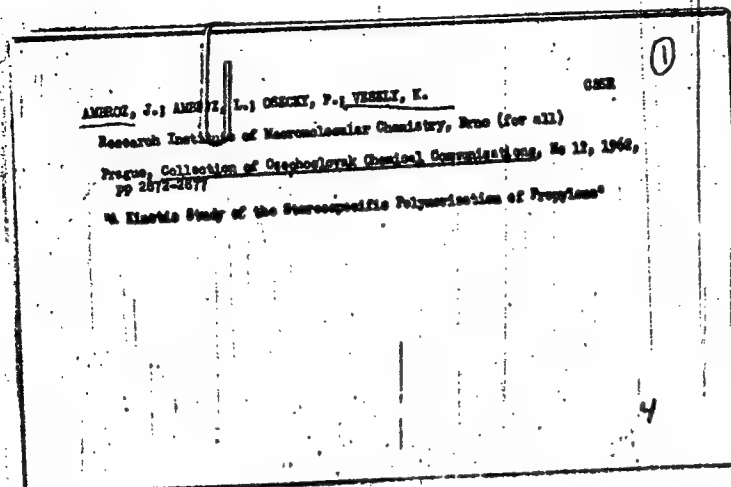 ①
CSSR
AMBROZ, J.; AMBROZ, L.; OSECKY, P.; VESELY, K.
Research Institute of Macromolecular Chemistry, Brno (for all)
Prague, Collection of Czechoslovak Chemical Communications, No 12, 1962,
pp 2872-2877
"A Kinetic Study of the Stereospecific Polymerization of Propylene"
4